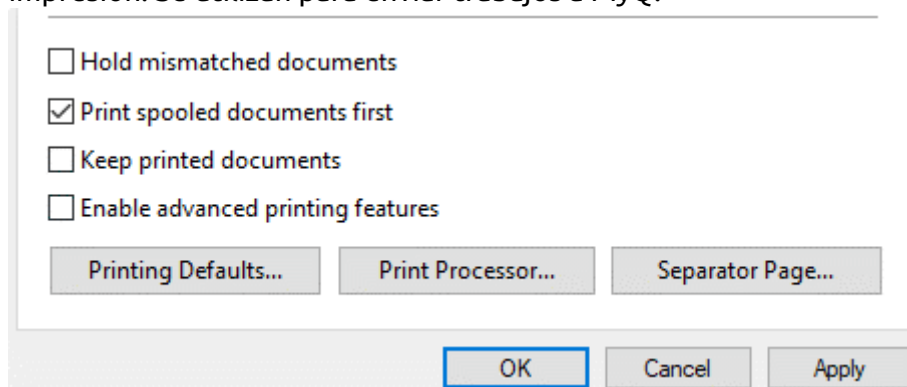 Hold mismatched documents
Print spooled documents first
Keep printed documents
Enable advanced printing features
Printing Defaults... Print Processor... Separator Page...
OK Cancel Apply